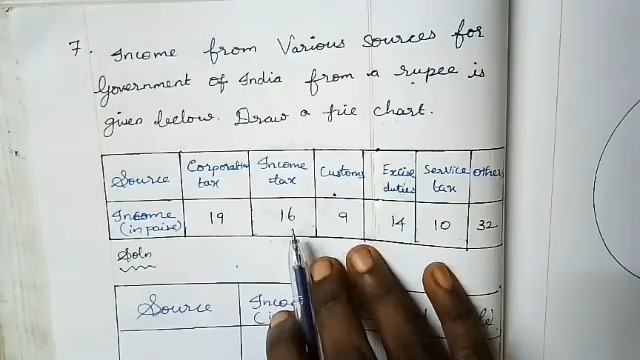 7. Income from Various Sources for
Government of India from a rupee is
given below. Draw a pie chart.
Source Corporation tax Income tax Customs Excise duties Service tax Others
Income (in paise) 19 16 9 14 10 32
Soln
Source